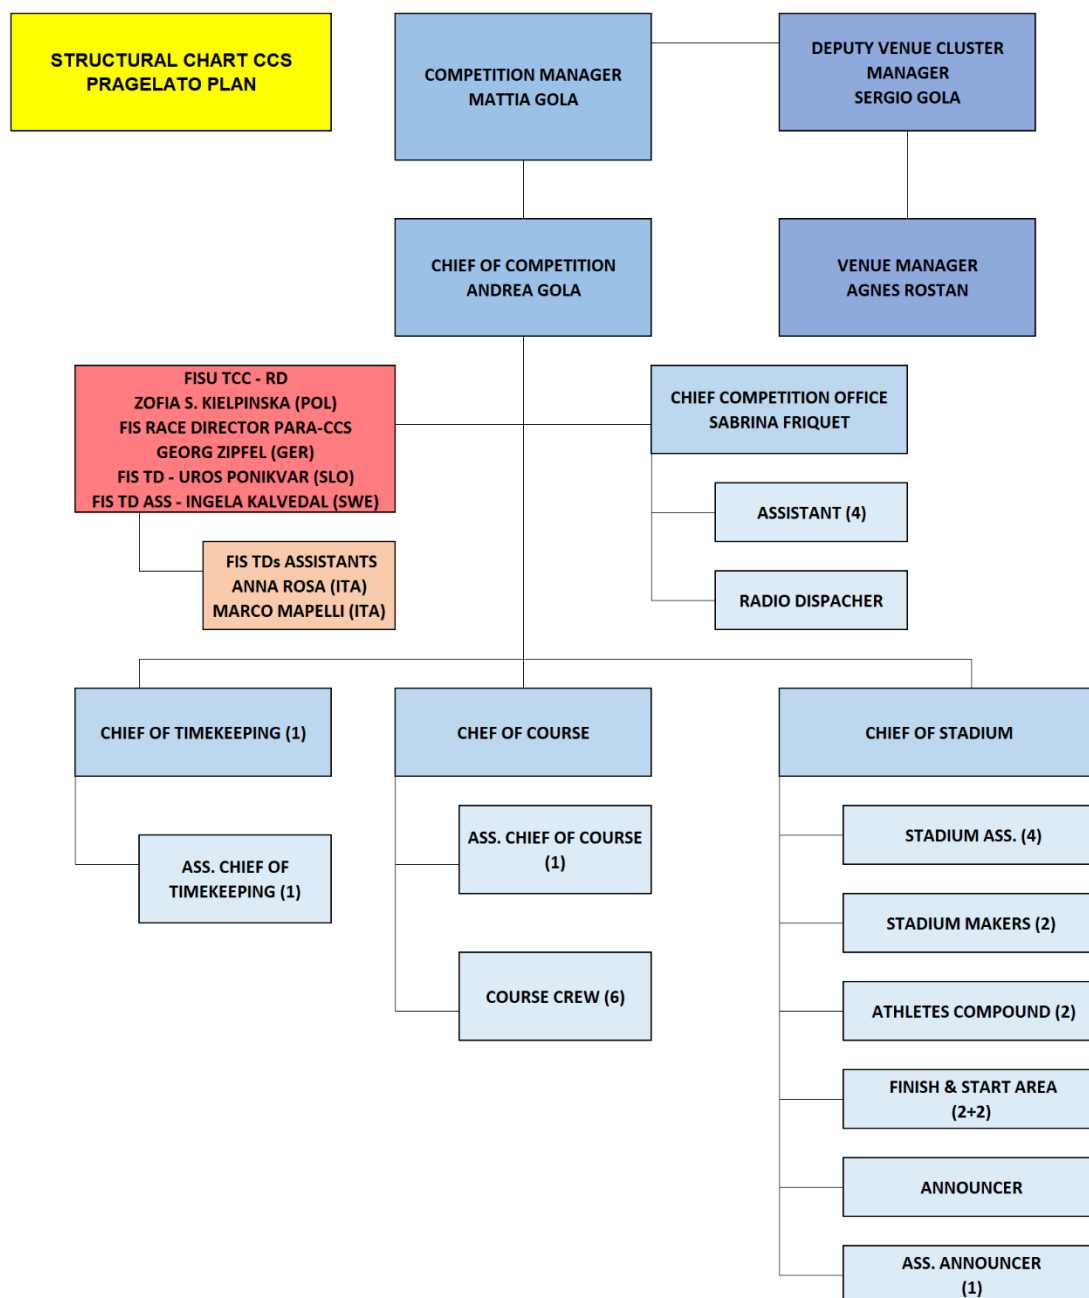 STRUCTURAL CHART CCS
PRAGELATO PLAN
COMPETITION MANAGER
MATTIA GOLA
DEPUTY VENUE CLUSTER
MANAGER
SERGIO GOLA
CHIEF OF COMPETITION
ANDREA GOLA
VENUE MANAGER
AGNES ROSTAN
FISU TCC - RD
ZOFIA S. KIELPINSKA (POL)
FIS RACE DIRECTOR PARA-CCS
GEORG ZIPFEL (GER)
FIS TD - UROS PONIKVAR (SLO)
FIS TD ASS - INGELA KALVEDAL (SWE)
CHIEF COMPETITION OFFICE
SABRINA FRIQUET
ASSISTANT (4)
RADIO DISPACHER
FIS TDs ASSISTANTS
ANNA ROSA (ITA)
MARCO MAPELLI (ITA)
CHIEF OF TIMEKEEPING (1)
ASS. CHIEF OF
TIMEKEEPING (1)
CHEF OF COURSE
ASS. CHIEF OF COURSE
(1)
COURSE CREW (6)
CHIEF OF STADIUM
STADIUM ASS. (4)
STADIUM MAKERS (2)
ATHLETES COMPOUND (2)
FINISH & START AREA
(2+2)
ANNOUNCER
ASS. ANNOUNCER
(1)